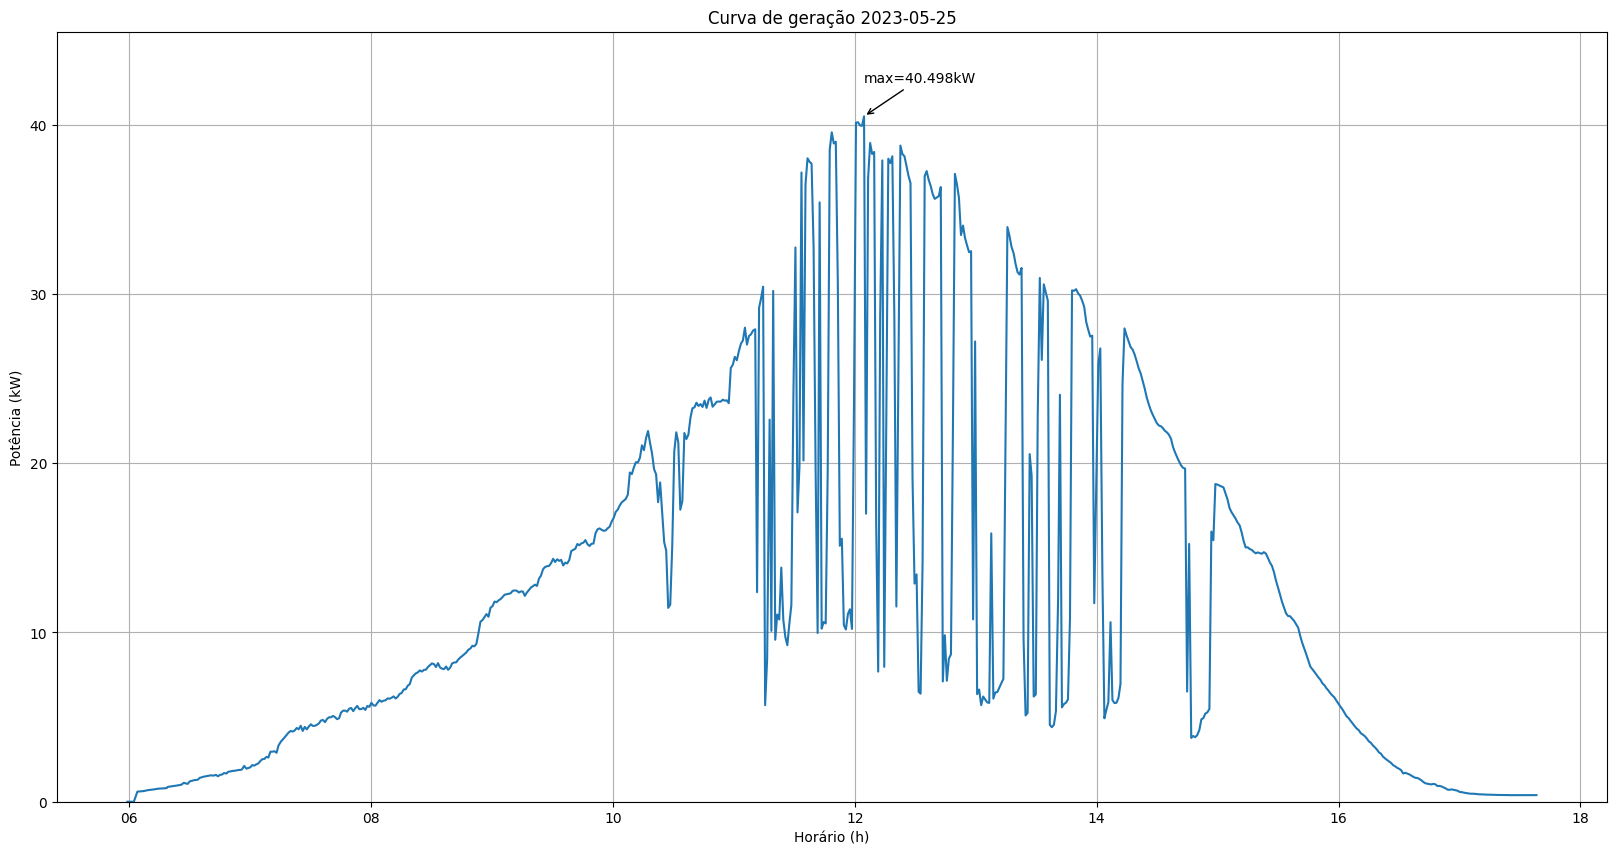 Curva de geração 2023-05-25
max=40.498kW
Potência (kW)
40
30
20
10
0
06 08 10 12 14 16 18
Horário (h)